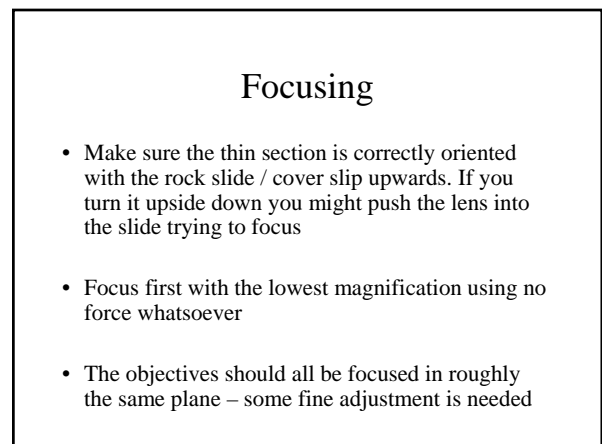 Focusing
• Make sure the thin section is correctly oriented
with the rock slide / cover slip upwards. If you
turn it upside down you might push the lens into
the slide trying to focus
• Focus first with the lowest magnification using no
force whatsoever
• The objectives should all be focused in roughly
the same plane – some fine adjustment is needed